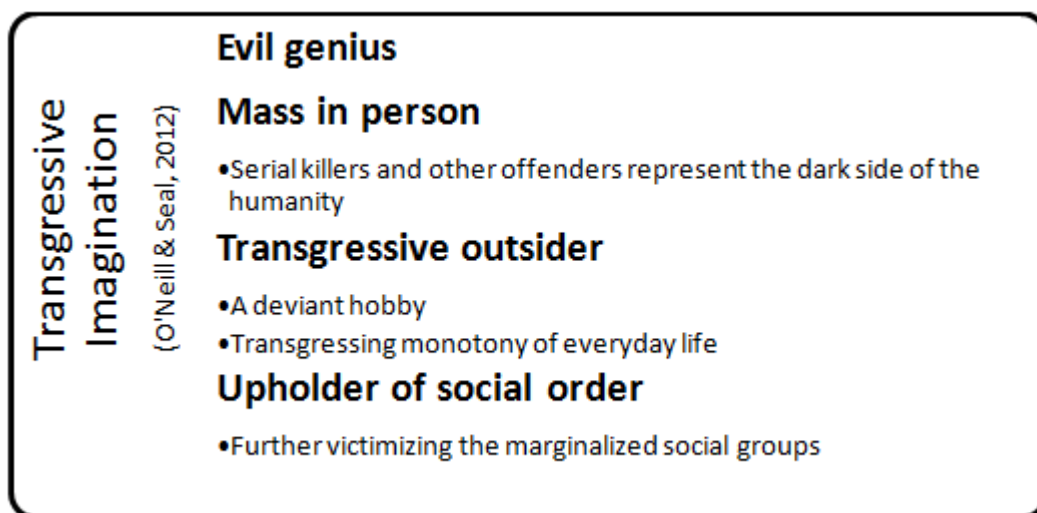 Transgressive
Imagination
(O'Neill & Seal, 2012)
Evil genius
Mass in person
•Serial killers and other offenders represent the dark side of the
humanity
Transgressive outsider
•A deviant hobby
•Transgressing monotony of everyday life
Upholder of social order
•Further victimizing the marginalized social groups